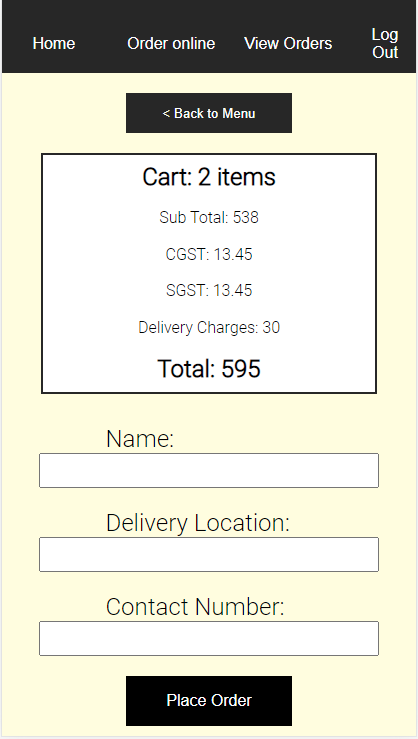 Home Order online View Orders Log Out
< Back to Menu
Cart: 2 items
Sub Total: 538
CGST: 13.45
SGST: 13.45
Delivery Charges: 30
Total: 595
Name:
Delivery Location:
Contact Number:
Place Order